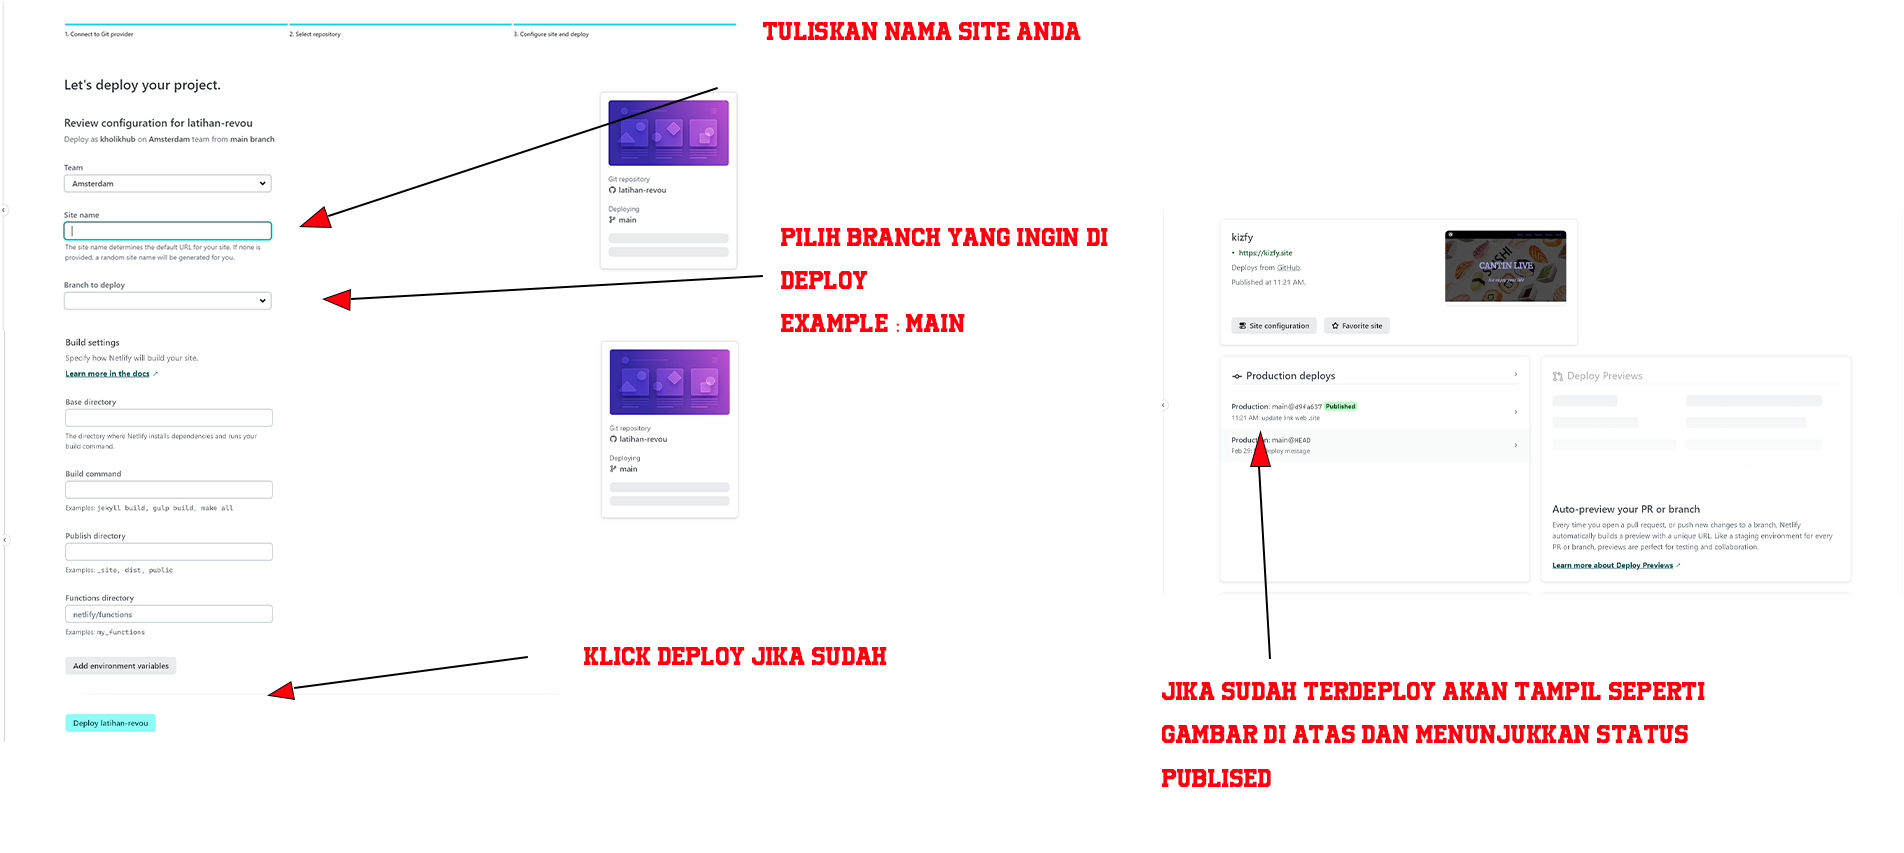 1. Connect to Git provider
2. Select repository
3. Configure site and deploy
TULISKAN NAMA SITE ANDA
Let's deploy your project.
Review configuration for latihan-revou
Deploy as kholikhub on Amsterdam team from main branch
Team
Amsterdam
Site name
The site name determines the default URL for your site. If none is
provided, a random site name will be generated for you.
Branch to deploy
Build settings
Specify how Netlify will build your site.
Learn more in the docs
Base directory
The directory where Netlify installs dependencies and runs your
build command.
Build command
Examples: jekyll build, gulp build, make all
Publish directory
Examples: _site, dist, public
Functions directory
netlify/functions
Examples: my_functions
Add environment variables
Deploy latihan-revou
Git repository
latihan-revou
Deploying
main
PILIH BRANCH YANG INGIN DI
DEPLOY
EXAMPLE : MAIN
Git repository
latihan-revou
Deploying
main
KLICK DEPLOY JIKA SUDAH
kizfy
• https://kizfy.site
Deploys from GitHub.
Published at 11:21 AM.
SUSHI
CANTIN LIVE
Site configuration
Favorite site
Production deploys
Production: main@d9fa637 Published
11:21 AM: update link web site
Production: main@HEAD
Feb 29: deploy message
Deploy Previews
Auto-preview your PR or branch
Every time you open a pull request, or push new changes to a branch, Netlify
automatically builds a preview with a unique URL. Like a staging environment for every
PR or branch, previews are perfect for testing and collaboration.
Learn more about Deploy Previews
JIKA SUDAH TERDEPLOY AKAN TAMPIL SEPERTI
GAMBAR DI ATAS DAN MENUNJUKKAN STATUS
PUBLISED